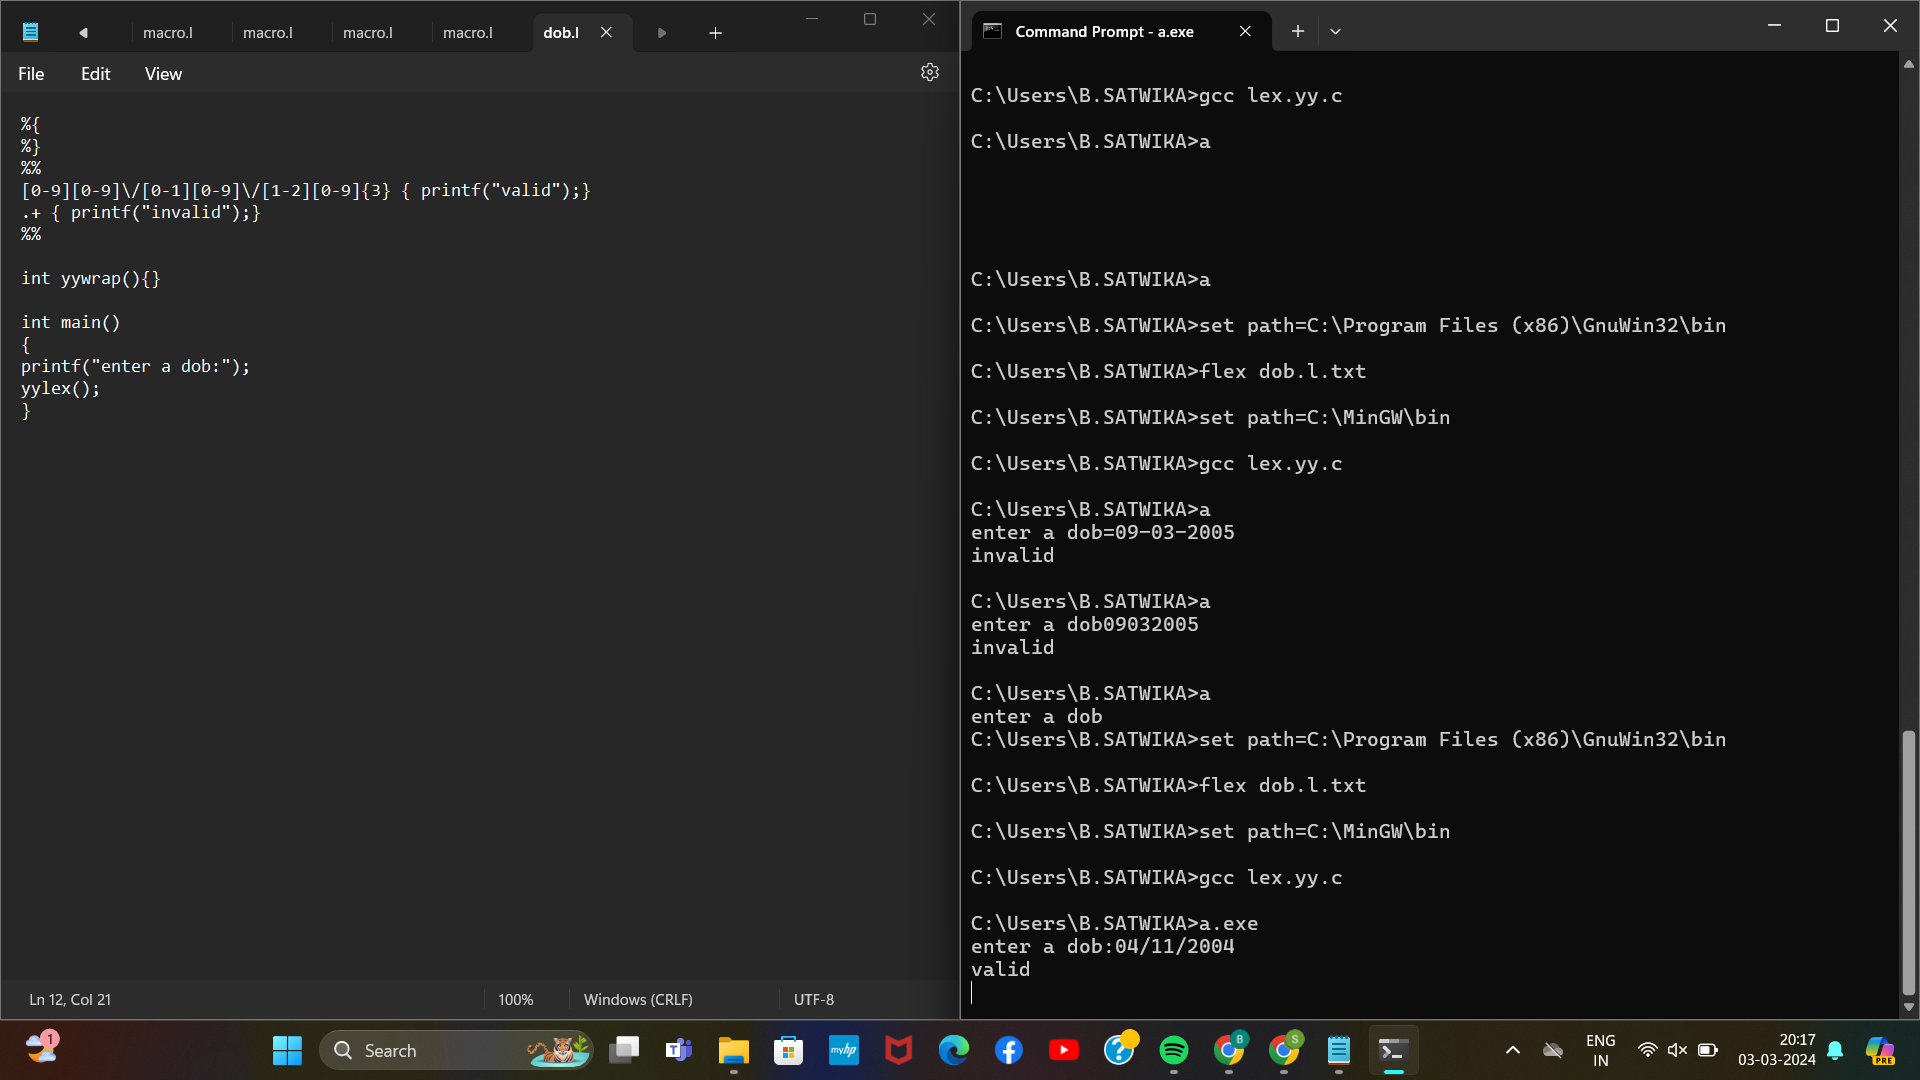 macro.l macro.l macro.l macro.l dob.l
File Edit View
%{
%}
%%
[0-9][0-9]\/[0-1][0-9]\/[1-2][0-9]{3} { printf("valid");}
.+ { printf("invalid");}
%%
int yywrap(){}
int main()
{
printf("enter a dob:");
yylex();
}
Ln 12, Col 21 100% Windows (CRLF) UTF-8
Command Prompt - a.exe
C:\Users\B.SATWIKA>gcc lex.yy.c
C:\Users\B.SATWIKA>a
C:\Users\B.SATWIKA>a
C:\Users\B.SATWIKA>set path=C:\Program Files (x86)\GnuWin32\bin
C:\Users\B.SATWIKA>flex dob.l.txt
C:\Users\B.SATWIKA>set path=C:\MinGW\bin
C:\Users\B.SATWIKA>gcc lex.yy.c
C:\Users\B.SATWIKA>a
enter a dob=09-03-2005
invalid
C:\Users\B.SATWIKA>a
enter a dob09032005
invalid
C:\Users\B.SATWIKA>a
enter a dob
C:\Users\B.SATWIKA>set path=C:\Program Files (x86)\GnuWin32\bin
C:\Users\B.SATWIKA>flex dob.l.txt
C:\Users\B.SATWIKA>set path=C:\MinGW\bin
C:\Users\B.SATWIKA>gcc lex.yy.c
C:\Users\B.SATWIKA>a.exe
enter a dob:04/11/2004
valid
1 Search myhp B S ENG 20:17
IN 03-03-2024 PRE